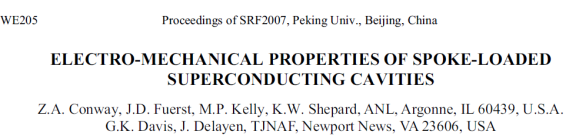 WE205 Proceedings of SRF2007, Peking Univ., Beijing, China
ELECTRO-MECHANICAL PROPERTIES OF SPOKE-LOADED
SUPERCONDUCTING CAVITIES
Z.A. Conway, J.D. Fuerst, M.P. Kelly, K.W. Shepard, ANL, Argonne, IL 60439, U.S.A.
G.K. Davis, J. Delayen, TJNAF, Newport News, VA 23606, USA